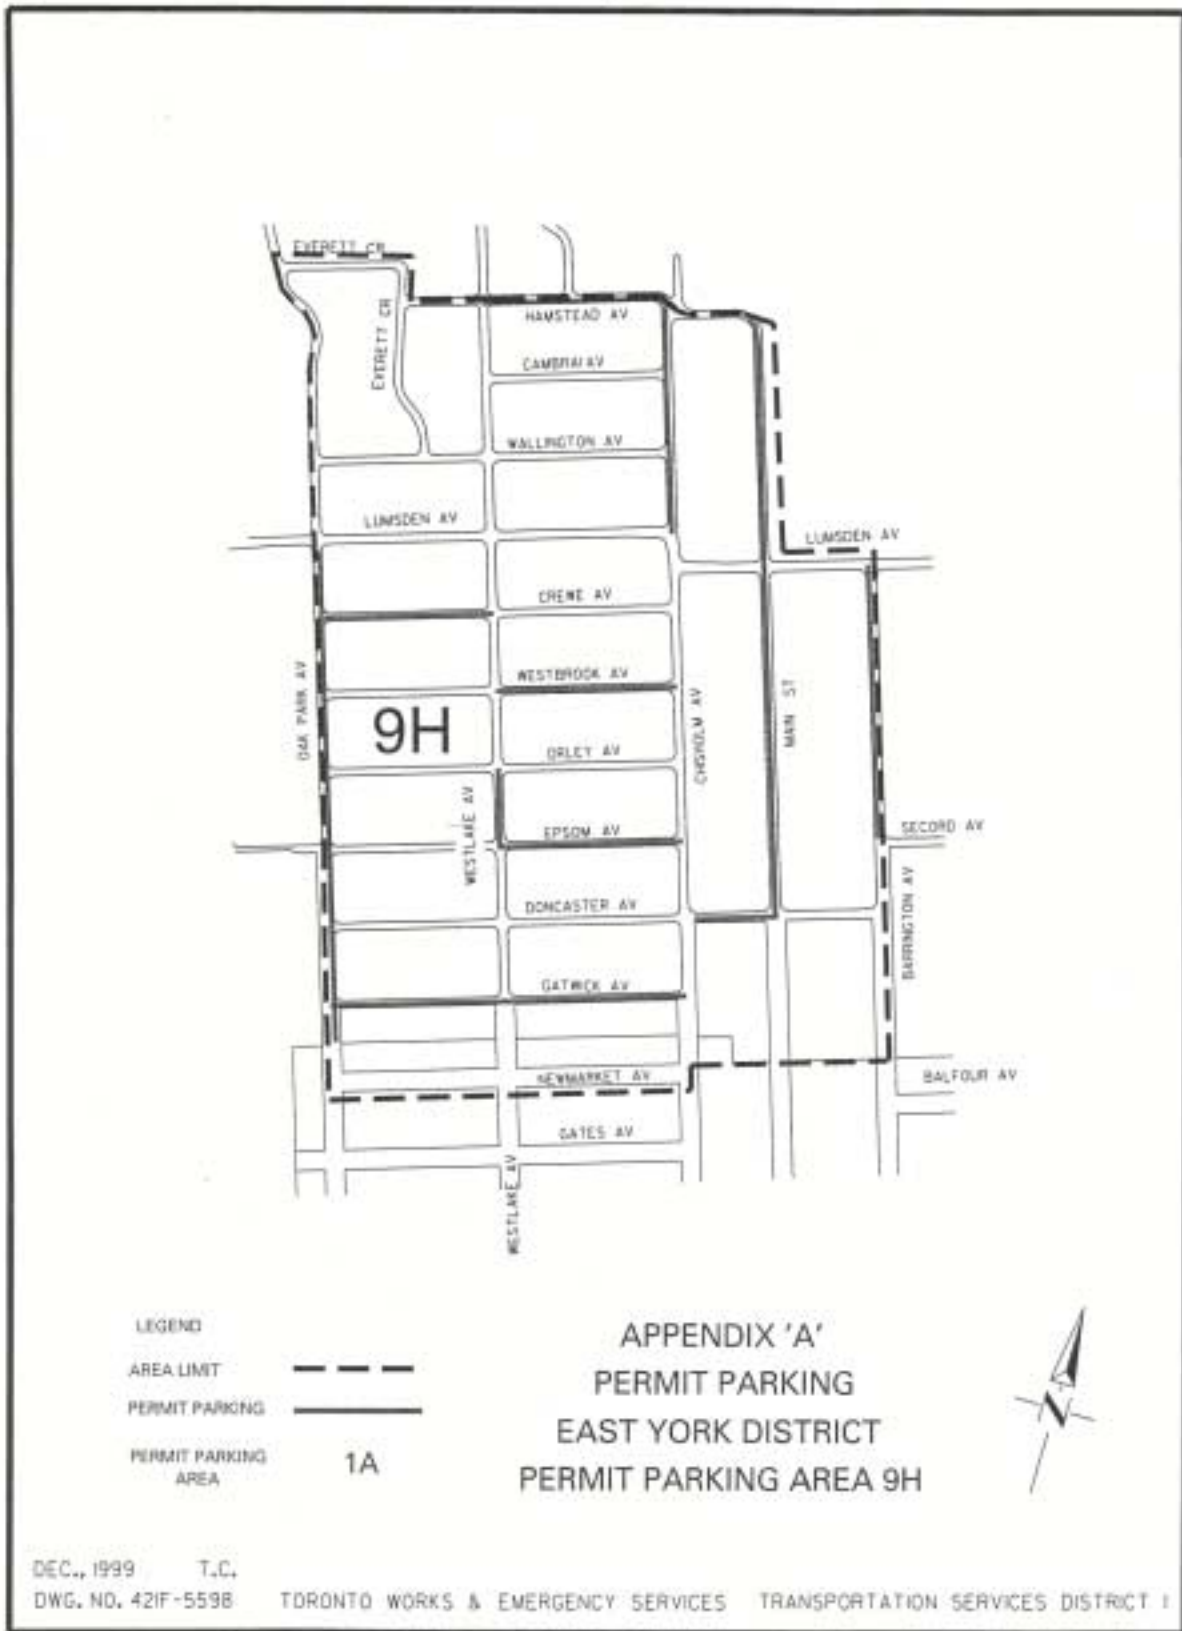 EVERETT CR
EVERETT CR
HAMSTEAD AV
CAMBRAI AV
WALLINGTON AV
LUMSDEN AV
LUMSDEN AV
CREWE AV
WESTBROOK AV
OAK PARK AV
9H
CHISHOLM AV
MAIN ST
ORLEY AV
WESTLAKE AV
EPSOM AV
SECORD AV
DONCASTER AV
BARRINGTON AV
GATWICK AV
NEWMARKET AV
BALFOUR AV
GATES AV
WESTLAKE AV
LEGEND
AREA LIMIT
PERMIT PARKING
PERMIT PARKING
AREA
1A
APPENDIX 'A'
PERMIT PARKING
EAST YORK DISTRICT
PERMIT PARKING AREA 9H
N
DEC., 1999 T.C.
DWG. NO. 421F-5598 TORONTO WORKS & EMERGENCY SERVICES TRANSPORTATION SERVICES DISTRICT 1